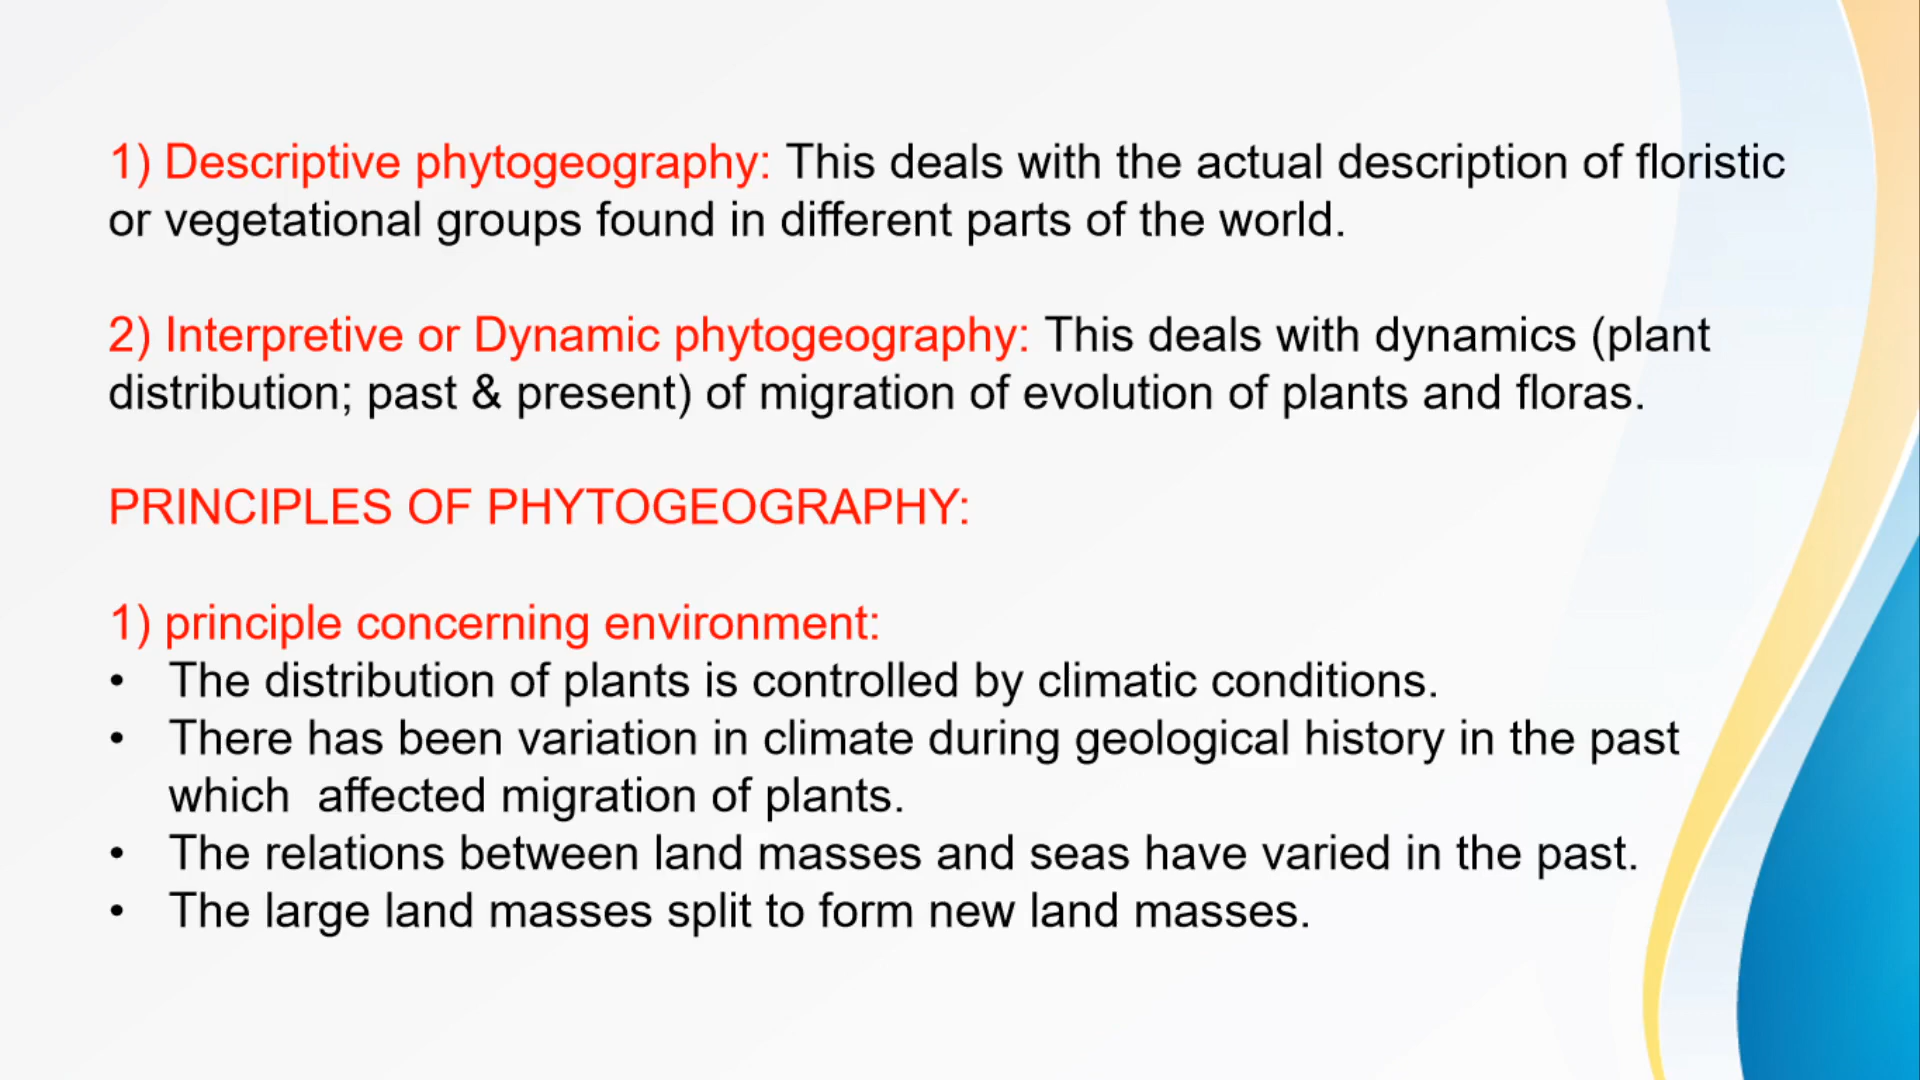 1) Descriptive phytogeography: This deals with the actual description of floristic
or vegetational groups found in different parts of the world.
2) Interpretive or Dynamic phytogeography: This deals with dynamics (plant
distribution; past & present) of migration of evolution of plants and floras.
PRINCIPLES OF PHYTOGEOGRAPHY:
1) principle concerning environment:
• The distribution of plants is controlled by climatic conditions.
• There has been variation in climate during geological history in the past
which  affected migration of plants.
• The relations between land masses and seas have varied in the past.
• The large land masses split to form new land masses.